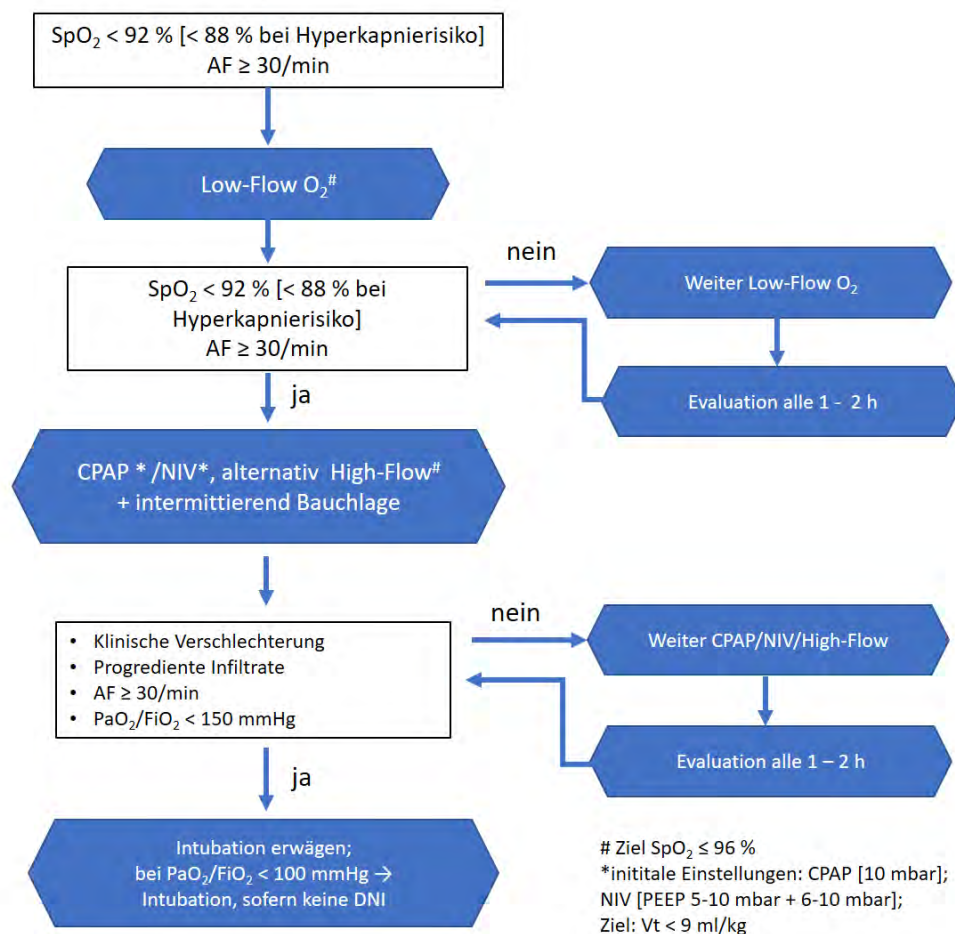 SpO₂ < 92 % [< 88 % bei Hyperkapnierisiko]
AF ≥ 30/min
Low-Flow O₂#
SpO₂ < 92 % [< 88 % bei
Hyperkapnierisiko]
AF ≥ 30/min
nein
Weiter Low-Flow O₂
Evaluation alle 1 - 2 h
ja
CPAP * /NIV*, alternativ High-Flow#
+ intermittierend Bauchlage
• Klinische Verschlechterung
• Progrediente Infiltrate
• AF ≥ 30/min
• PaO₂/FiO₂ < 150 mmHg
nein
Weiter CPAP/NIV/High-Flow
Evaluation alle 1 – 2 h
ja
Intubation erwägen;
bei PaO₂/FiO₂ < 100 mmHg →
Intubation, sofern keine DNI
# Ziel SpO₂ ≤ 96 %
*inititale Einstellungen: CPAP [10 mbar];
NIV [PEEP 5-10 mbar + 6-10 mbar];
Ziel: Vt < 9 ml/kg